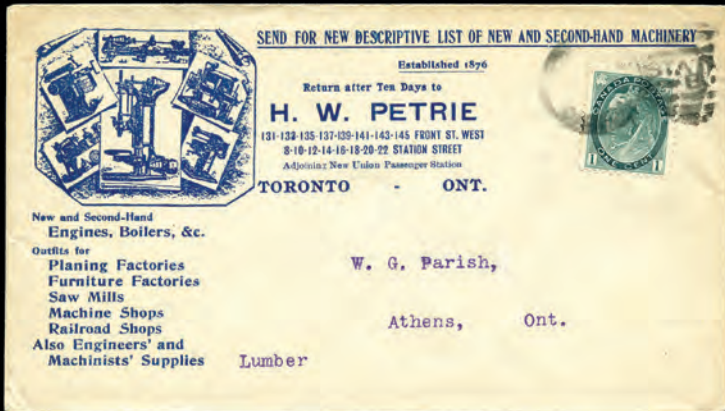 SEND FOR NEW DESCRIPTIVE LIST OF NEW AND SECOND-HAND MACHINERY
Established 1876
Return after Ten Days to
H. W. PETRIE
131-133-135-137-139-141-143-145 FRONT ST. WEST
8-10-12-14-16-18-20-22 STATION STREET
Adjoining New Union Passenger Station
TORONTO - ONT.
CANADA POSTAGE
1 ONE CENT 1
New and Second-Hand
Engines, Boilers, &c.
Outfits for
Planing Factories
Furniture Factories
Saw Mills
Machine Shops
Railroad Shops
Also Engineers' and
Machinists' Supplies
W. G. Parish,
Athens, Ont.
Lumber